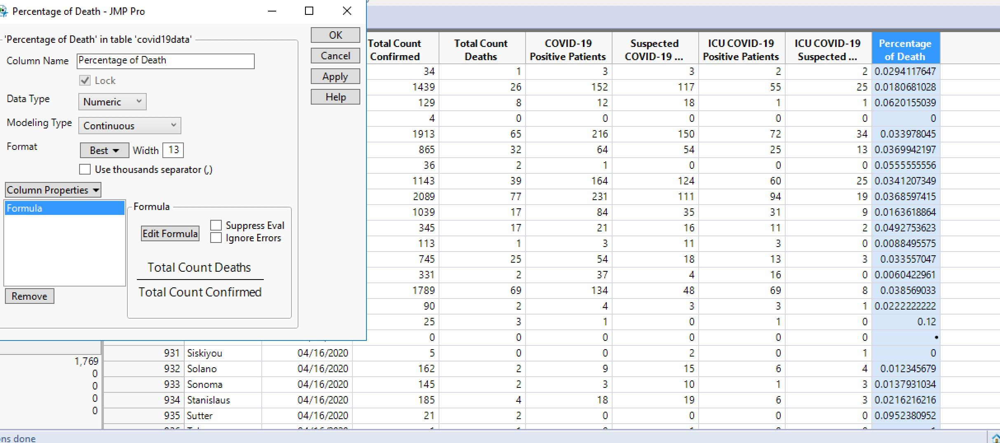 Percentage of Death - JMP Pro
'Percentage of Death' in table 'covid19data'
Column Name Percentage of Death
Lock
Data Type Numeric
Modeling Type Continuous
Format Best Width 13
Use thousands separator (,)
Column Properties
Formula
Remove
Formula
Edit Formula
Suppress Eval
Ignore Errors
Total Count Deaths
Total Count Confirmed
OK
Cancel
Apply
Help
Total Count Confirmed Total Count Deaths COVID-19 Positive Patients Suspected COVID-19 ... ICU COVID-19 Positive Patients ICU COVID-19 Suspected ... Percentage of Death
34 1 3 3 2 2 0.0294117647
1439 26 152 117 55 25 0.0180681028
129 8 12 18 1 1 0.0620155039
4 0 0 0 0 0 0
1913 65 216 150 72 34 0.033978045
865 32 64 54 25 13 0.0369942197
36 2 1 0 0 0 0.0555555556
1143 39 164 124 60 25 0.0341207349
2089 77 231 111 94 19 0.0368597415
1039 17 84 35 31 9 0.0163618864
345 17 21 16 11 2 0.0492753623
113 1 3 11 3 0 0.0088495575
745 25 54 18 13 3 0.033557047
331 2 37 4 16 0 0.0060422961
1789 69 134 48 69 8 0.038569033
90 2 4 3 3 1 0.0222222222
25 3 1 0 1 0 0.12
0 0 0 0 0 0 •
931 Siskiyou 04/16/2020 5 0 0 2 0 1 0
932 Solano 04/16/2020 162 2 9 15 6 4 0.012345679
933 Sonoma 04/16/2020 145 2 3 10 1 3 0.0137931034
934 Stanislaus 04/16/2020 185 4 18 19 6 3 0.0216216216
935 Sutter 04/16/2020 21 2 0 0 0 0 0.0952380952
1,769
0
0
0
0
ns done